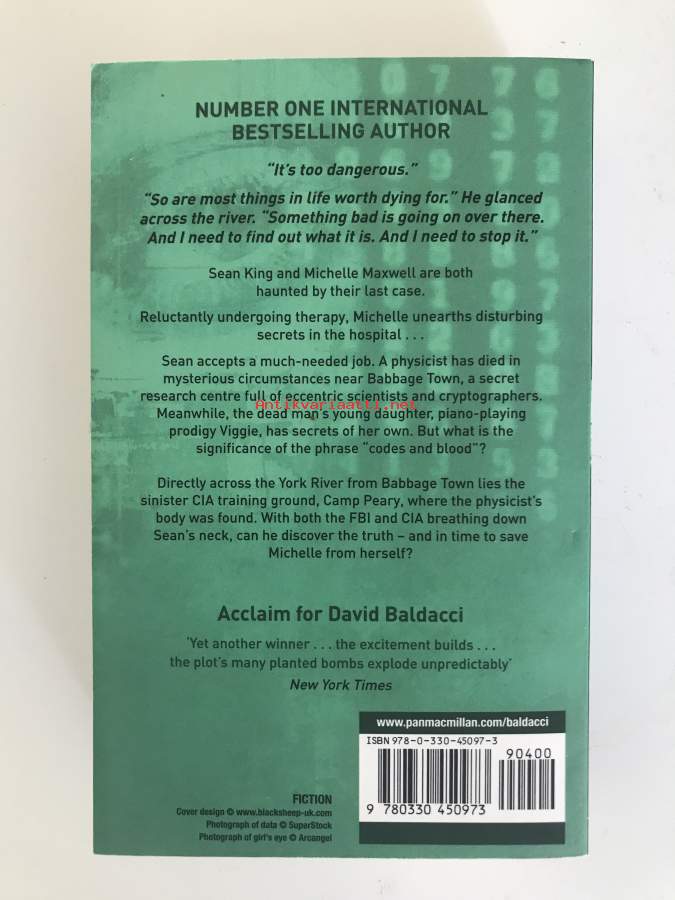 NUMBER ONE INTERNATIONAL
BESTSELLING AUTHOR
“It’s too dangerous.”
“So are most things in life worth dying for.” He glanced
across the river. “Something bad is going on over there.
And I need to find out what it is. And I need to stop it.”
Sean King and Michelle Maxwell are both
haunted by their last case.
Reluctantly undergoing therapy, Michelle unearths disturbing
secrets in the hospital . . .
Sean accepts a much-needed job. A physicist has died in
mysterious circumstances near Babbage Town, a secret
research centre full of eccentric scientists and cryptographers.
Antikvariaatti.net
Meanwhile, the dead man’s young daughter, piano-playing
prodigy Viggie, has secrets of her own. But what is the
significance of the phrase “codes and blood”?
Directly across the York River from Babbage Town lies the
sinister CIA training ground, Camp Peary, where the physicist’s
body was found. With both the FBI and CIA breathing down
Sean’s neck, can he discover the truth – and in time to save
Michelle from herself?
Acclaim for David Baldacci
‘Yet another winner . . . the excitement builds . . .
the plot’s many planted bombs explode unpredictably’
New York Times
www.panmacmillan.com/baldacci
ISBN 978-0-330-45097-3
90400
9 780330 450973
FICTION
Cover design © www.blacksheep-uk.com
Photograph of data © SuperStock
Photograph of girl’s eye © Arcangel